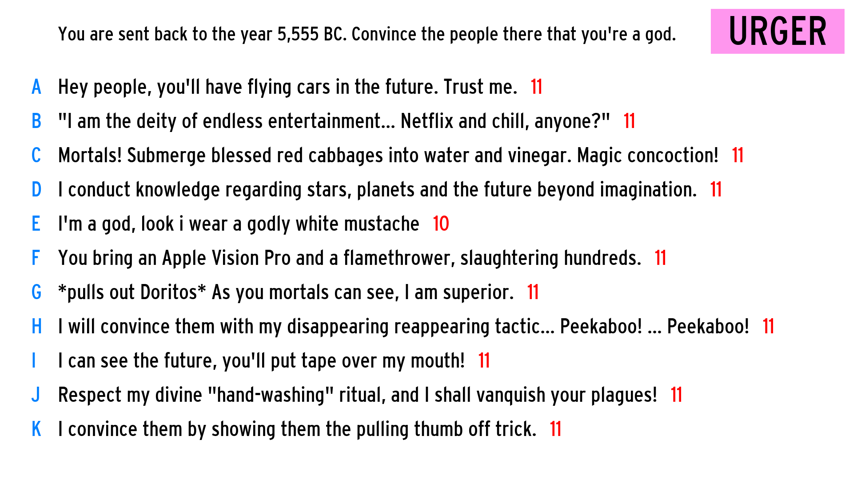 You are sent back to the year 5,555 BC. Convince the people there that you're a god.
URGER
A Hey people, you'll have flying cars in the future. Trust me. 11
B "I am the deity of endless entertainment... Netflix and chill, anyone?" 11
C Mortals! Submerge blessed red cabbages into water and vinegar. Magic concoction! 11
D I conduct knowledge regarding stars, planets and the future beyond imagination. 11
E I'm a god, look i wear a godly white mustache 10
F You bring an Apple Vision Pro and a flamethrower, slaughtering hundreds. 11
G *pulls out Doritos* As you mortals can see, I am superior. 11
H I will convince them with my disappearing reappearing tactic... Peekaboo! ... Peekaboo! 11
I I can see the future, you'll put tape over my mouth! 11
J Respect my divine "hand-washing" ritual, and I shall vanquish your plagues! 11
K I convince them by showing them the pulling thumb off trick. 11